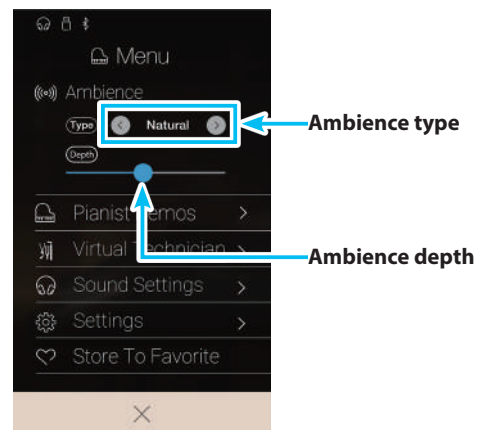 Menu
Ambience
Type Natural
Ambience type
Depth
Pianist Demos
Virtual Technician
Ambience depth
Sound Settings
Settings
Store To Favorite